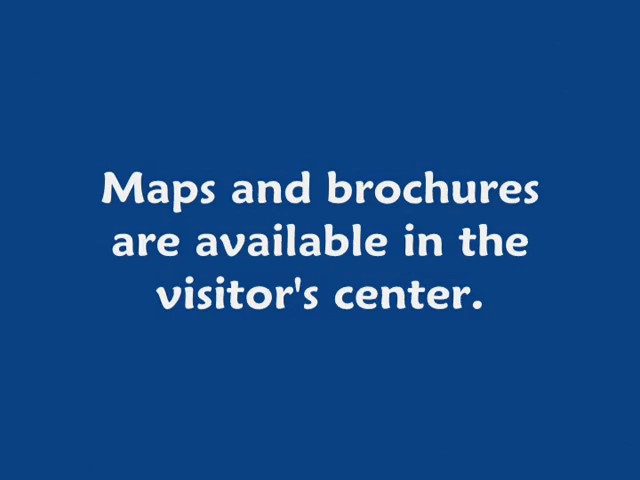 Maps and brochures
are available in the
visitor's center.